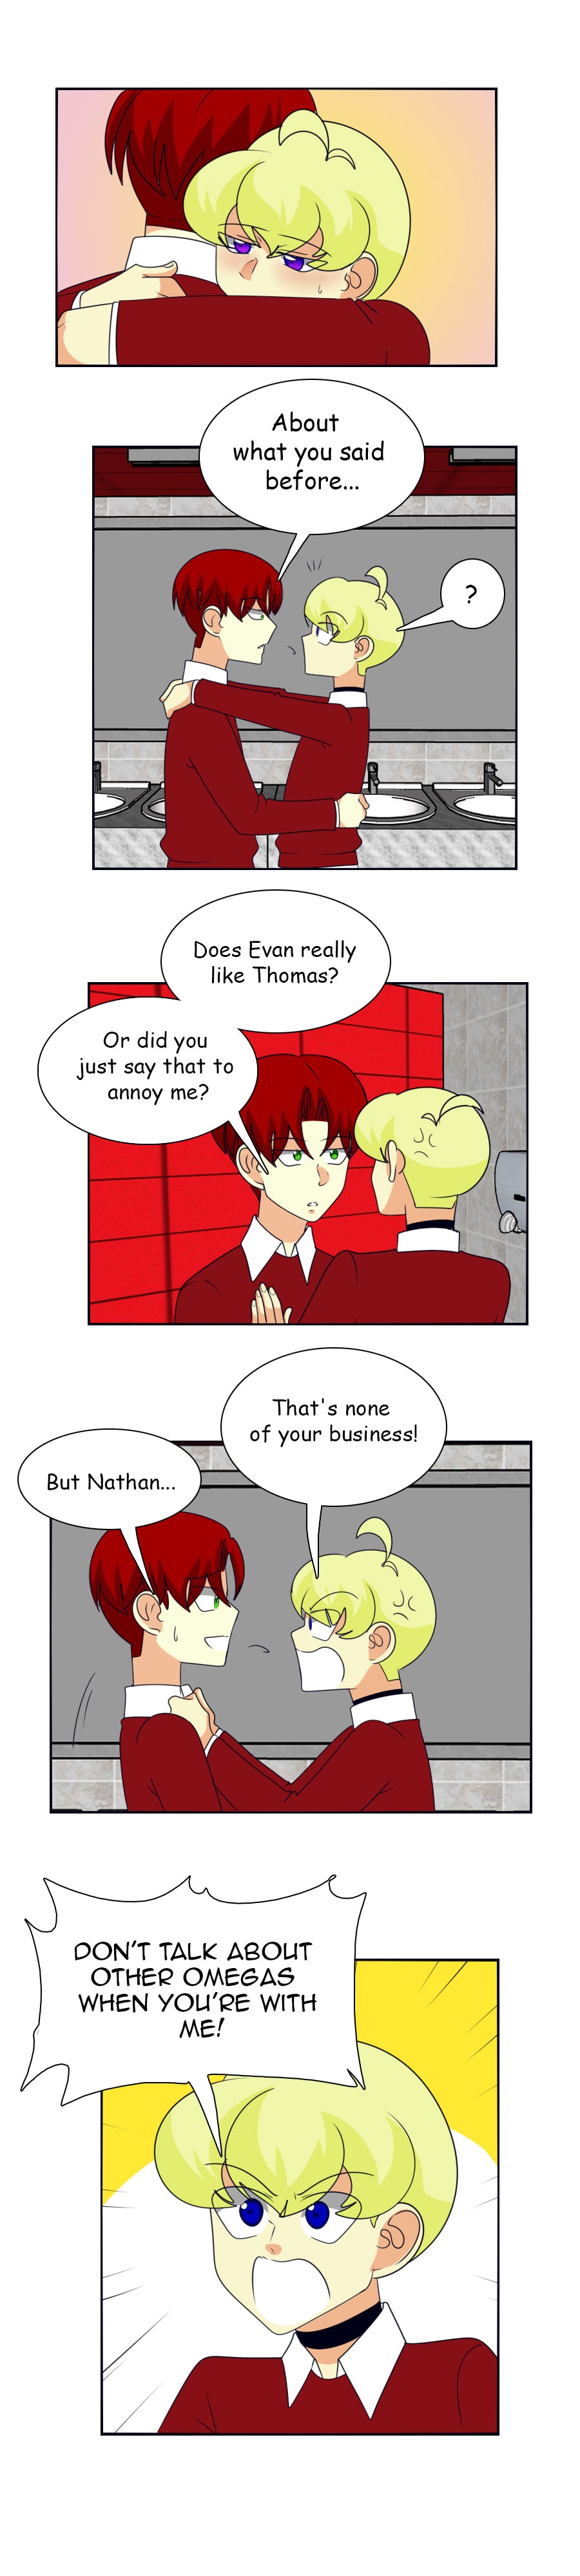 About
what you said
before...
?
Does Evan really
like Thomas?
Or did you
just say that to
annoy me?
That's none
of your business!
But Nathan...
DON'T TALK ABOUT
OTHER OMEGAS
WHEN YOU'RE WITH
ME!